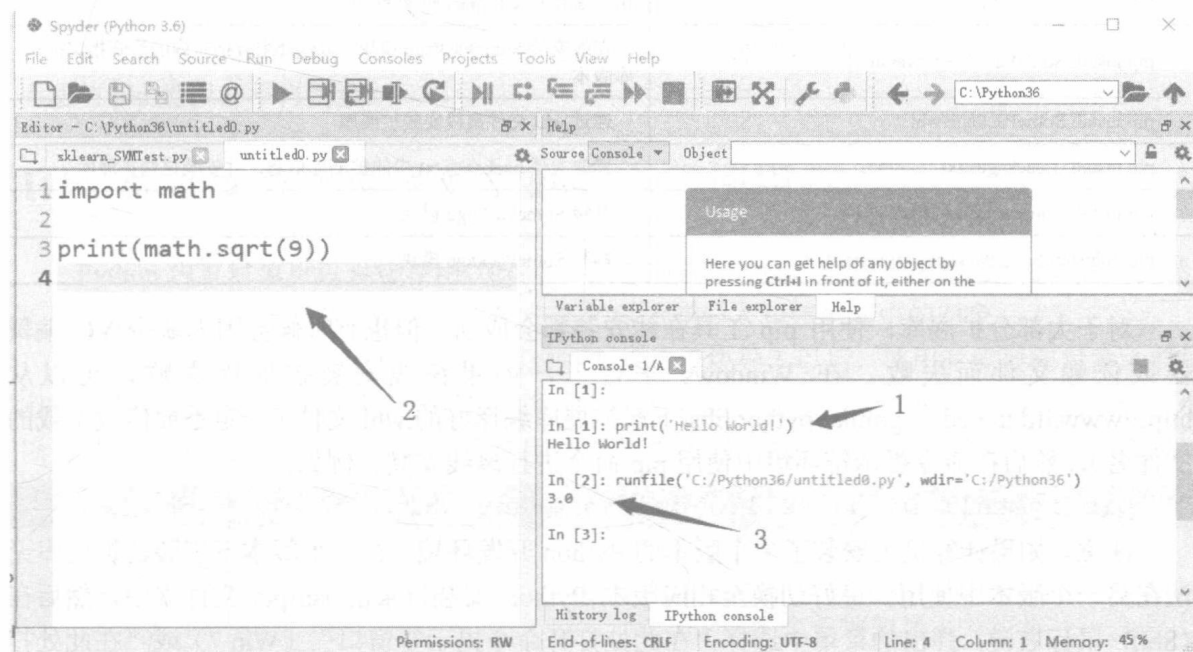 Spyder (Python 3.6)
File Edit Search Source Run Debug Consoles Projects Tools View Help
C:\Python36
Editor - C:\Python36\untitled0.py
sklearn_SVMTest.py untitled0.py
1 import math
2
3 print(math.sqrt(9))
4
2
Help
Source Console Object
Usage
Here you can get help of any object by
pressing Ctrl+I in front of it, either on the
Variable explorer File explorer Help
IPython console
Console 1/A
In [1]:
In [1]: print('Hello World!')
Hello World!
1
In [2]: runfile('C:/Python36/untitled0.py', wdir='C:/Python36')
3.0
3
In [3]:
History log IPython console
Permissions: RW End-of-lines: CRLF Encoding: UTF-8 Line: 4 Column: 1 Memory: 45 %